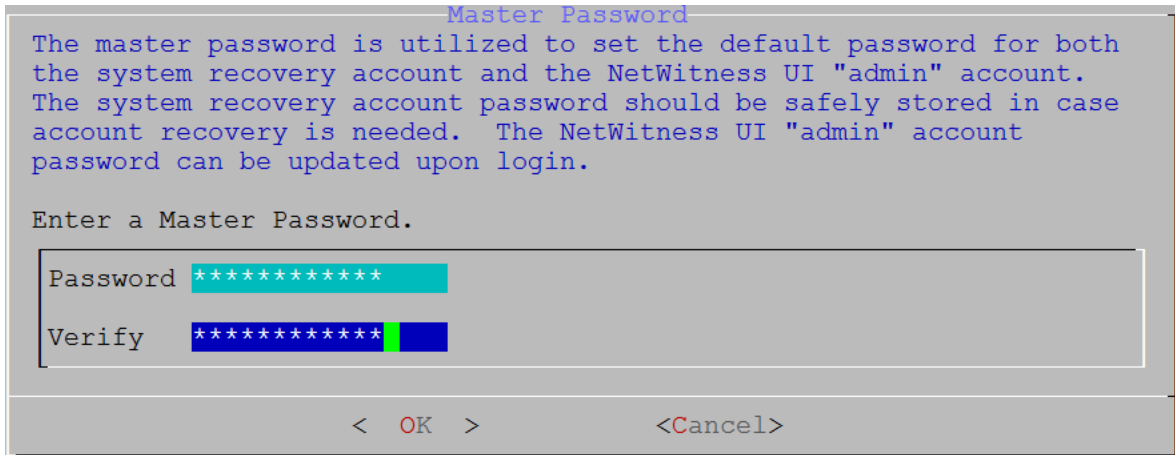 Master Password
The master password is utilized to set the default password for both
the system recovery account and the NetWitness UI "admin" account.
The system recovery account password should be safely stored in case
account recovery is needed.  The NetWitness UI "admin" account
password can be updated upon login.
Enter a Master Password.
Password ************
Verify ************
<  OK  > <Cancel>